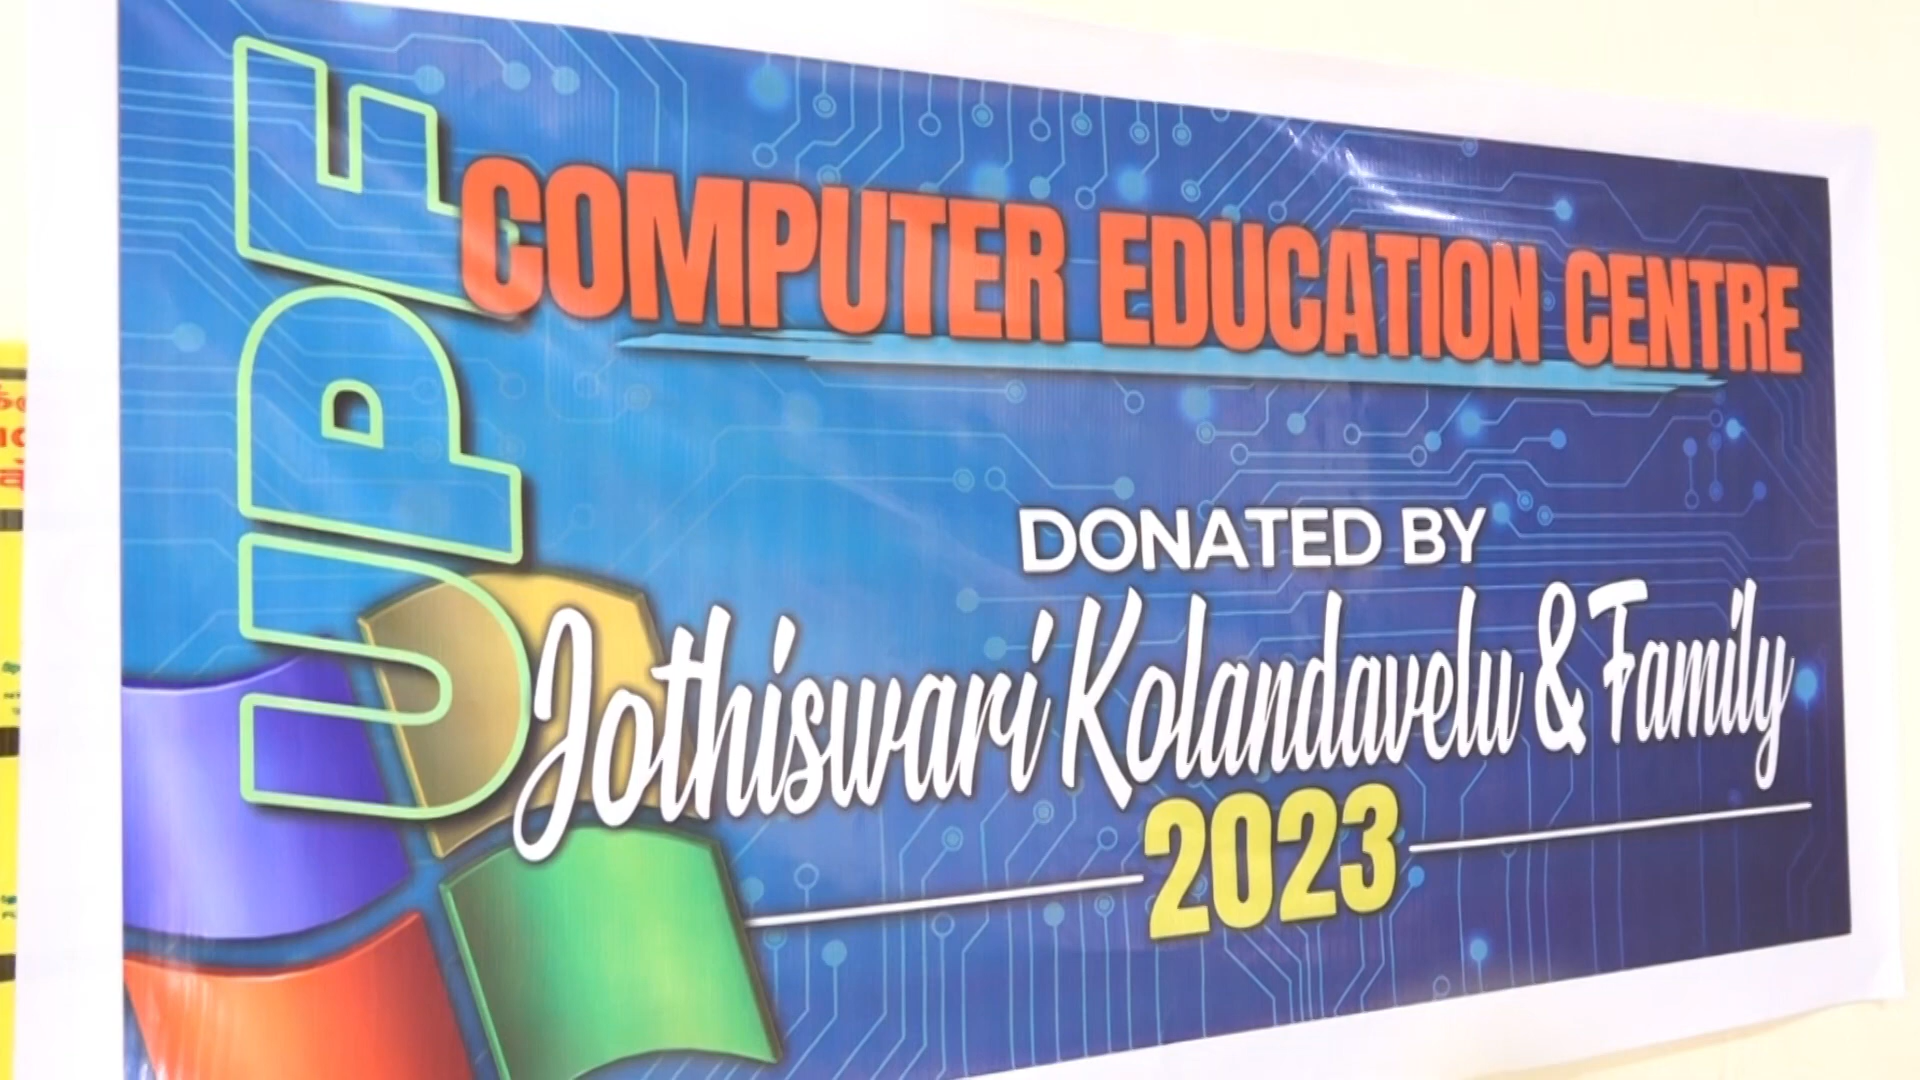 UPF
COMPUTER EDUCATION CENTRE
DONATED BY
Jothiswari Kolandavelu & Family
2023